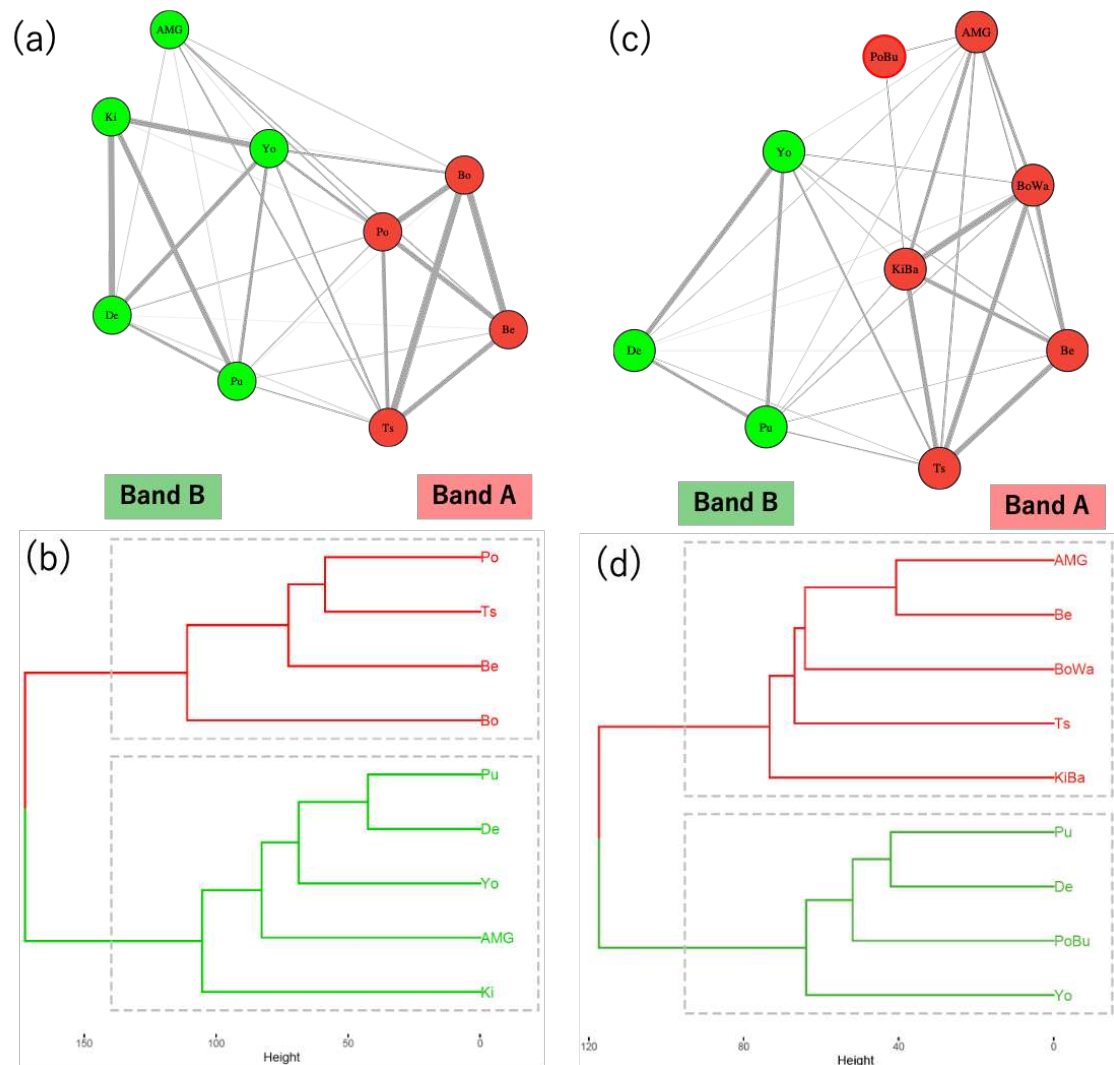 (a)
AMG
Ki
Yo
Bo
Po
De
Be
Pu
Ts
(c)
AMG
PoBu
Yo
BoWa
KiBa
De
Be
Pu
Ts
Band B
Band A
Band B
Band A
(b)
Po
Ts
Be
Bo
Pu
De
Yo
AMG
Ki
150
100
50
0
Height
(d)
AMG
Be
BoWa
Ts
KiBa
Pu
De
PoBu
Yo
120
80
40
0
Height